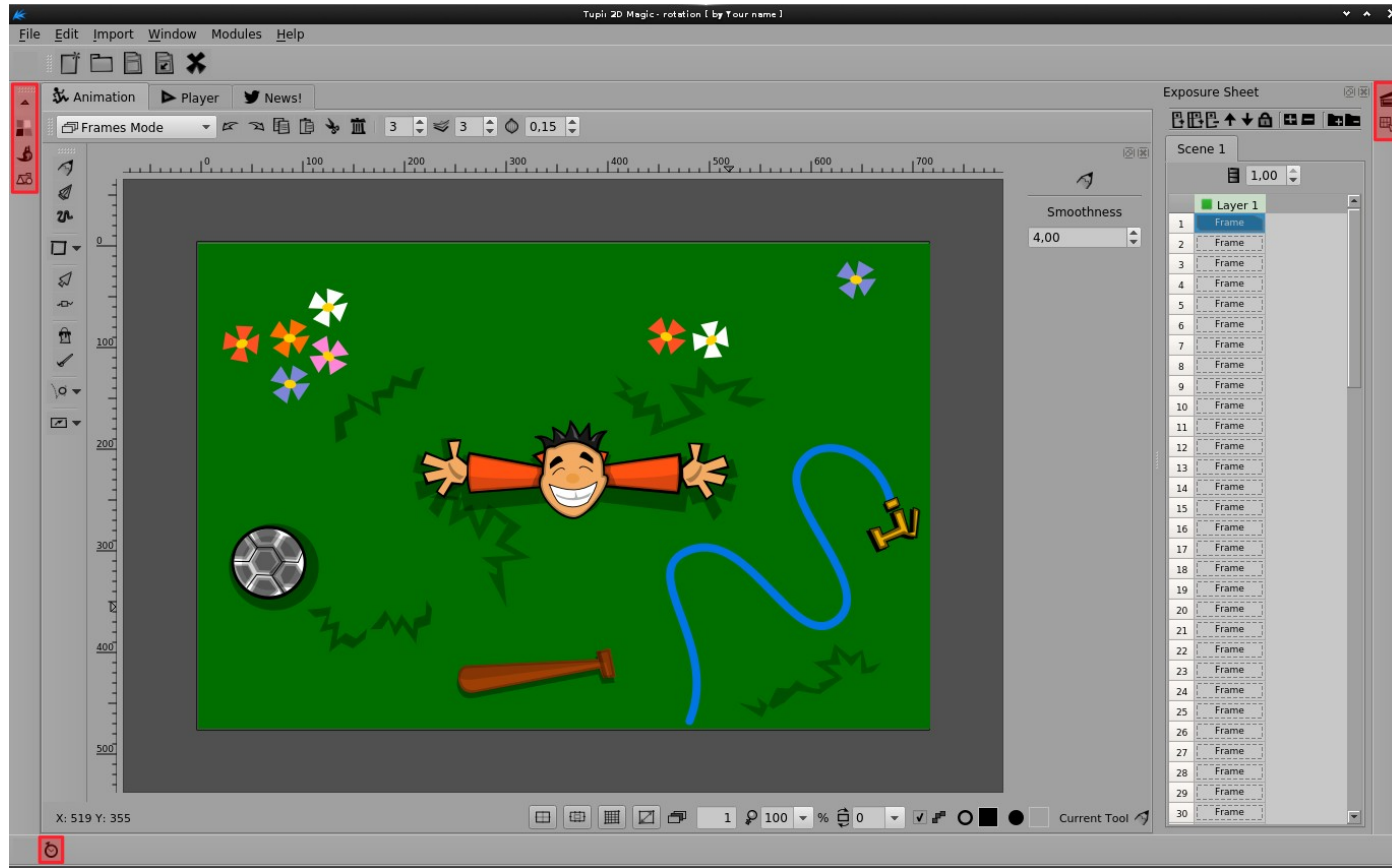 Tupi: 2D Magic - rotation [ by Your name ]
File Edit Import Window Modules Help
Animation Player News!
Frames Mode 3 3 0,15
0 100 200 300 400 500 600 700
0
100
200
300
400
500
Smoothness
4,00
Exposure Sheet
Scene 1
1,00
Layer 1
1 Frame
2 Frame
3 Frame
4 Frame
5 Frame
6 Frame
7 Frame
8 Frame
9 Frame
10 Frame
11 Frame
12 Frame
13 Frame
14 Frame
15 Frame
16 Frame
17 Frame
18 Frame
19 Frame
20 Frame
21 Frame
22 Frame
23 Frame
24 Frame
25 Frame
26 Frame
27 Frame
28 Frame
29 Frame
30 Frame
X: 519 Y: 355 1 100 % 0 Current Tool